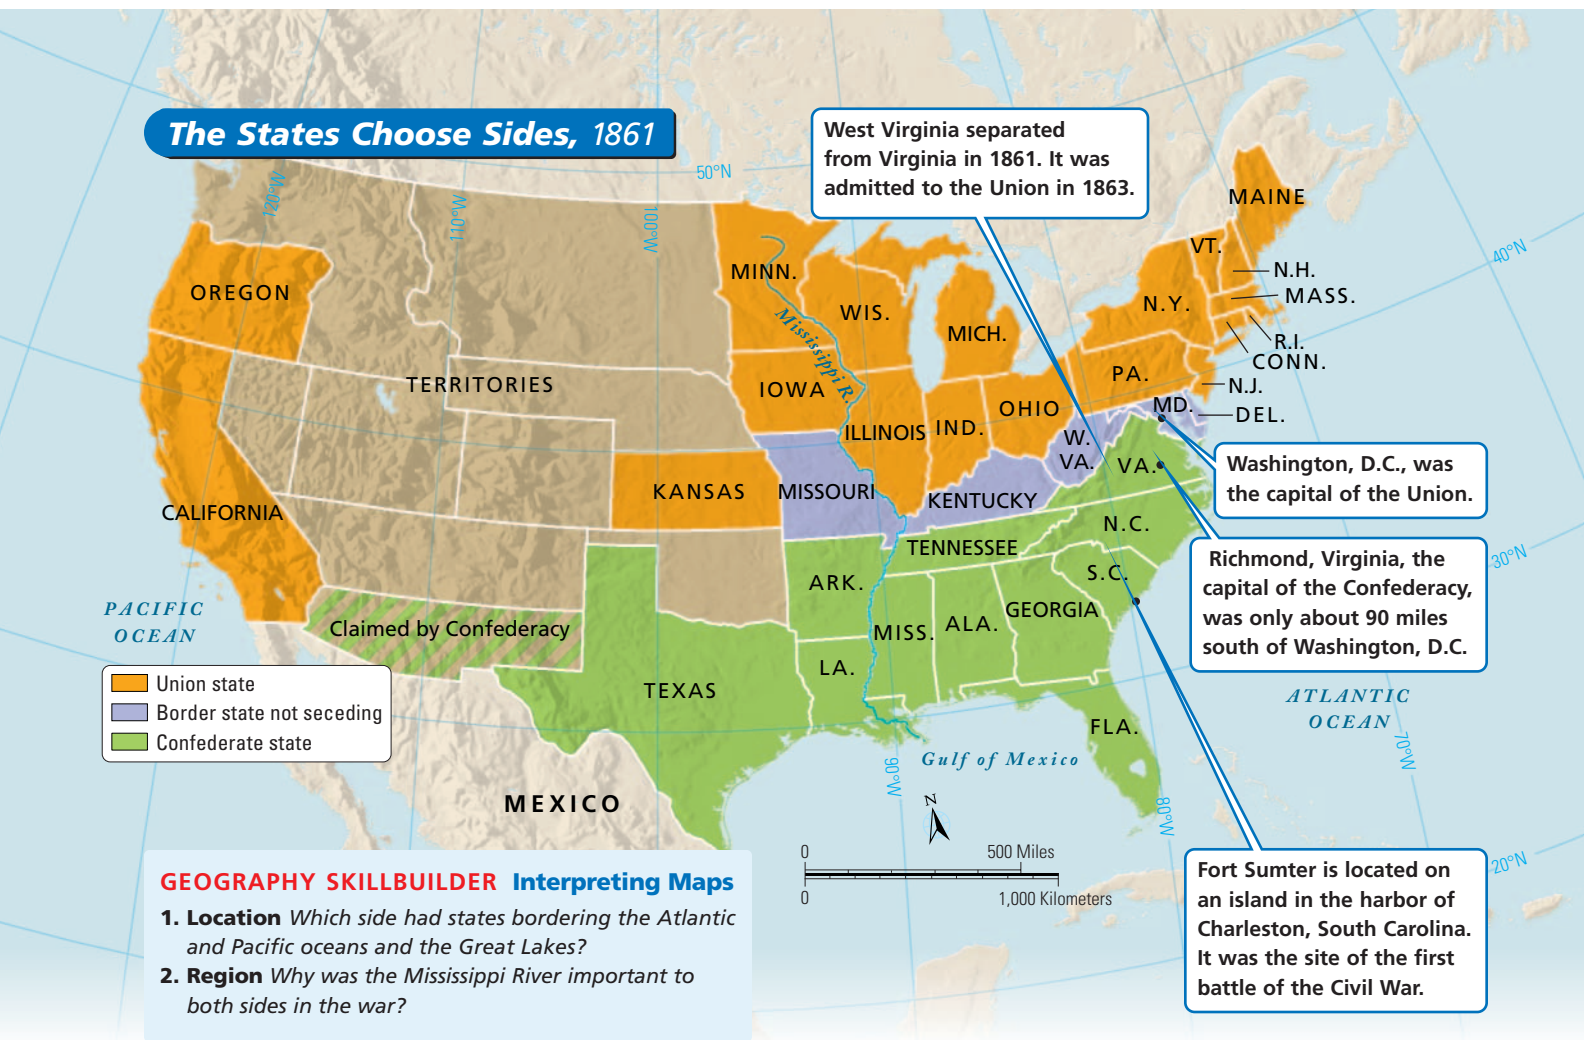 The States Choose Sides, 1861
West Virginia separated
from Virginia in 1861. It was
admitted to the Union in 1863.
50°N
120°W
110°W
100°W
40°N
MAINE
VT.
N.H.
MASS.
N.Y.
R.I.
CONN.
PA.
N.J.
MD.
DEL.
OREGON
MINN.
WIS.
MICH.
Mississippi R.
TERRITORIES
IOWA
ILLINOIS
IND.
OHIO
W.
VA.
VA.
CALIFORNIA
KANSAS
MISSOURI
KENTUCKY
Washington, D.C., was
the capital of the Union.
N.C.
TENNESSEE
S.C.
ARK.
Richmond, Virginia, the
capital of the Confederacy,
was only about 90 miles
south of Washington, D.C.
30°N
PACIFIC
OCEAN
Claimed by Confederacy
MISS.
ALA.
GEORGIA
LA.
TEXAS
FLA.
Union state
Border state not seceding
Confederate state
ATLANTIC
OCEAN
70°W
Gulf of Mexico
90°W
80°W
MEXICO
N
0
500 Miles
0
1,000 Kilometers
20°N
Fort Sumter is located on
an island in the harbor of
Charleston, South Carolina.
It was the site of the first
battle of the Civil War.
GEOGRAPHY SKILLBUILDER Interpreting Maps
1. Location Which side had states bordering the Atlantic
and Pacific oceans and the Great Lakes?
2. Region Why was the Mississippi River important to
both sides in the war?